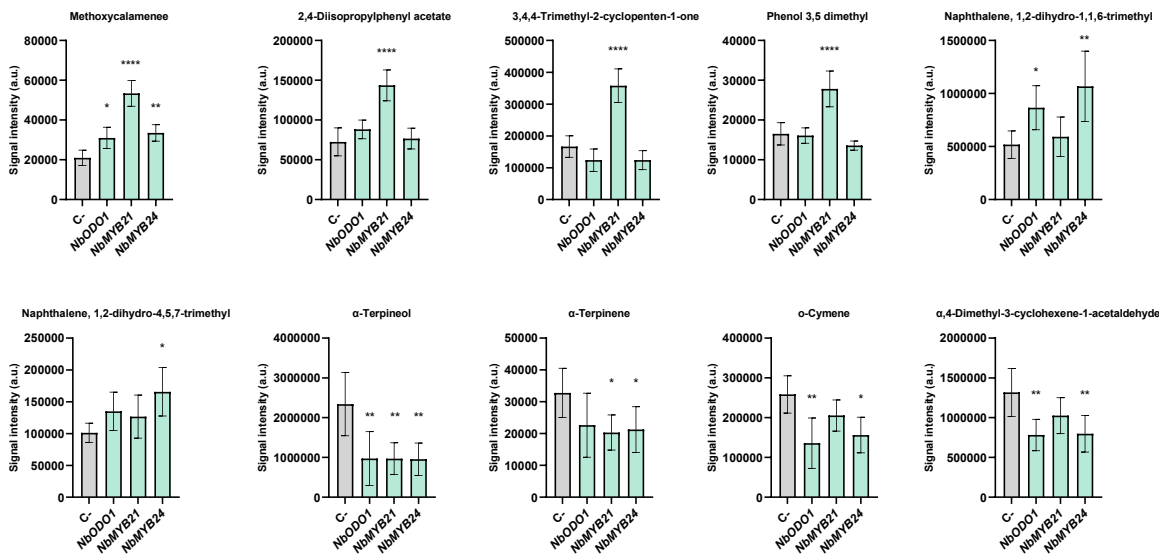 Methoxycalamenee
Signal intensity (a.u.)
80000
60000
40000
20000
0
*
****
**
C-
NbODO1
NbMYB21
NbMYB24
2,4-Diisopropylphenyl acetate
Signal intensity (a.u.)
200000
150000
100000
50000
0
****
C-
NbODO1
NbMYB21
NbMYB24
3,4,4-Trimethyl-2-cyclopenten-1-one
Signal intensity (a.u.)
500000
400000
300000
200000
100000
0
****
C-
NbODO1
NbMYB21
NbMYB24
Phenol 3,5 dimethyl
Signal intensity (a.u.)
40000
30000
20000
10000
0
****
C-
NbODO1
NbMYB21
NbMYB24
Naphthalene, 1,2-dihydro-1,1,6-trimethyl
Signal intensity (a.u.)
1500000
1000000
500000
0
*
**
C-
NbODO1
NbMYB21
NbMYB24
Naphthalene, 1,2-dihydro-4,5,7-trimethyl
Signal intensity (a.u.)
250000
200000
150000
100000
50000
0
*
C-
NbODO1
NbMYB21
NbMYB24
α-Terpineol
Signal intensity (a.u.)
4000000
3000000
2000000
1000000
0
**
**
**
C-
NbODO1
NbMYB21
NbMYB24
α-Terpinene
Signal intensity (a.u.)
50000
40000
30000
20000
10000
0
*
*
C-
NbODO1
NbMYB21
NbMYB24
o-Cymene
Signal intensity (a.u.)
400000
300000
200000
100000
0
**
*
C-
NbODO1
NbMYB21
NbMYB24
α,4-Dimethyl-3-cyclohexene-1-acetaldehyde
Signal intensity (a.u.)
2000000
1500000
1000000
500000
0
**
**
C-
NbODO1
NbMYB21
NbMYB24